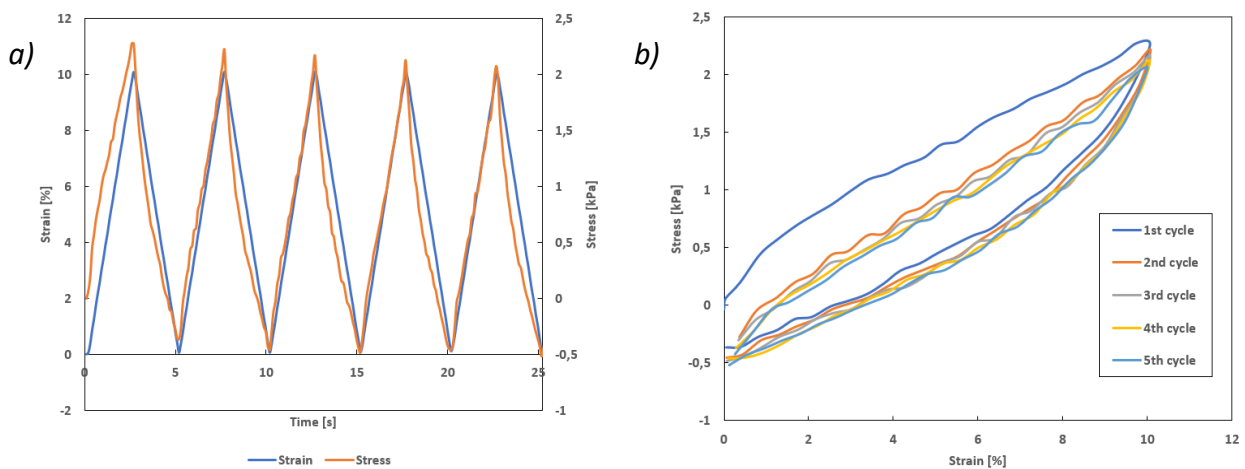 a)
Strain [%]
12
10
8
6
4
2
0
-2
2,5
2
1,5
1
0,5
0
-0,5
-1
Stress [kPa]
0
5
10
15
20
25
Time [s]
Strain
Stress
b)
Stress [kPa]
2,5
2
1,5
1
0,5
0
-0,5
-1
0
2
4
6
8
10
12
Strain [%]
1st cycle
2nd cycle
3rd cycle
4th cycle
5th cycle